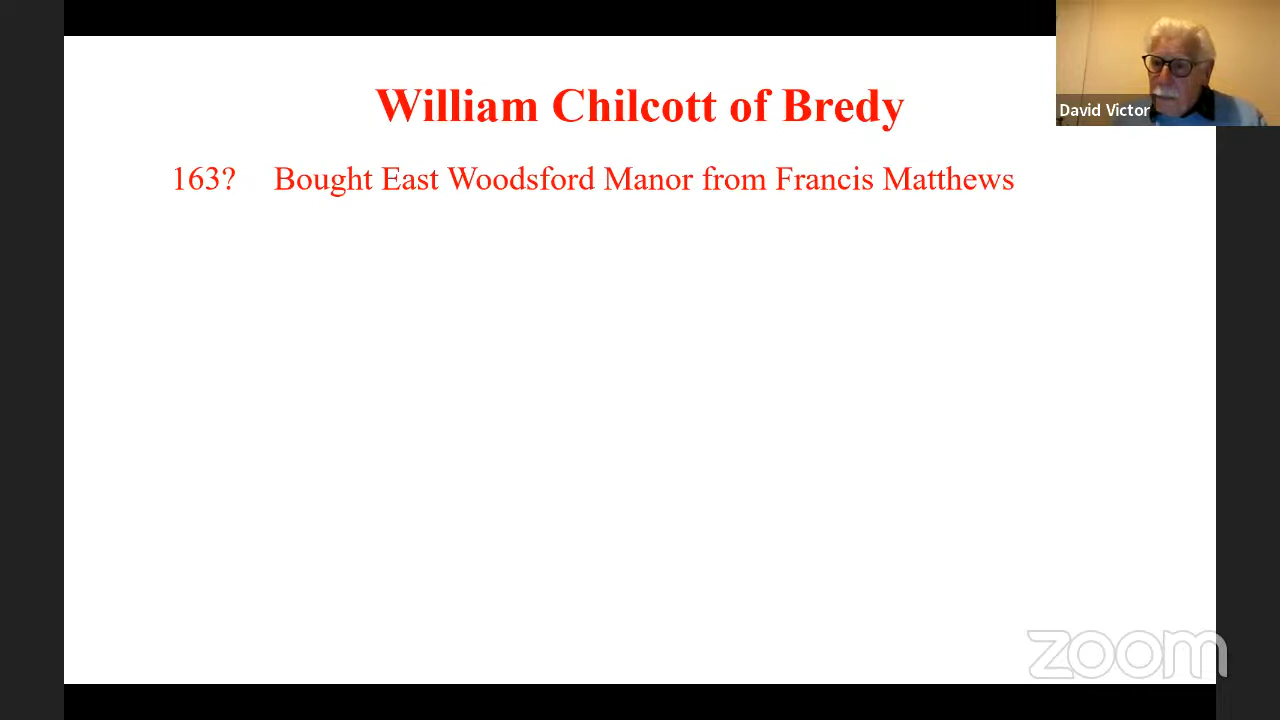 William Chilcott of Bredy
David Victor
163? Bought East Woodsford Manor from Francis Matthews
zoom